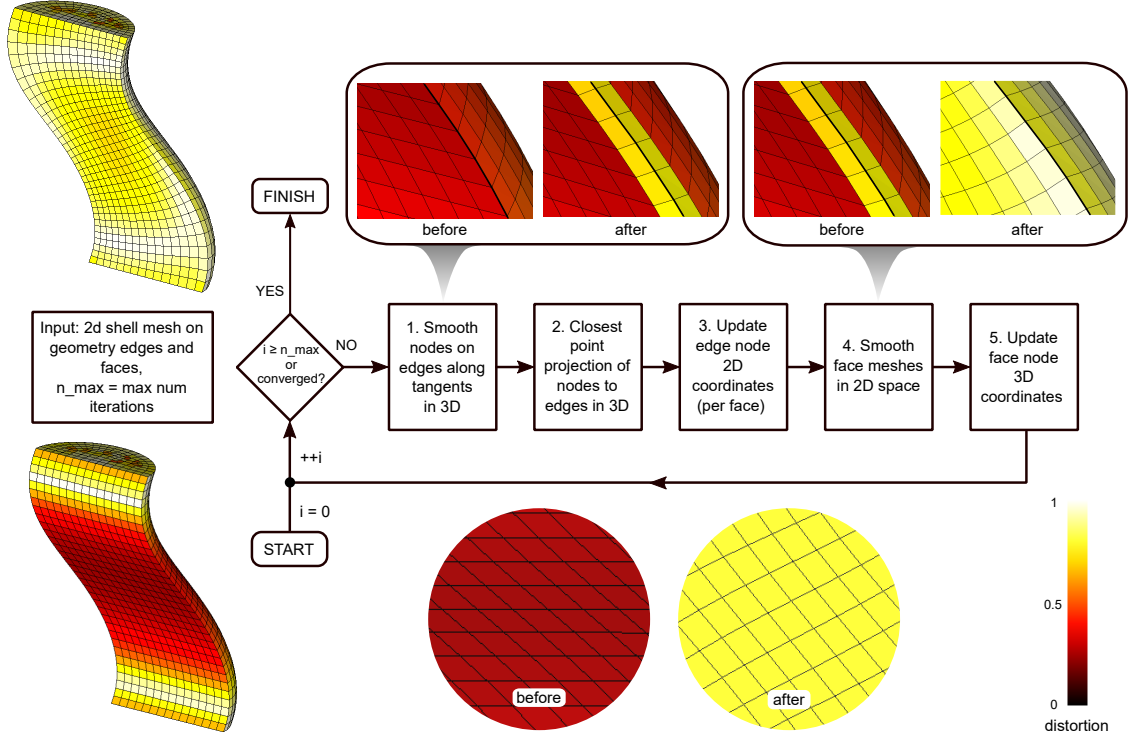 before
after
before
after
FINISH
YES
Input: 2d shell mesh on
geometry edges and
faces,
n_max = max num
iterations
i ≥ n_max
or
converged?
NO
1. Smooth
nodes on
edges along
tangents
in 3D
2. Closest
point
projection of
nodes to
edges in 3D
3. Update
edge node
2D
coordinates
(per face)
4. Smooth
face meshes
in 2D space
5. Update
face node
3D
coordinates
++i
i = 0
START
before
after
1
0.5
0
distortion